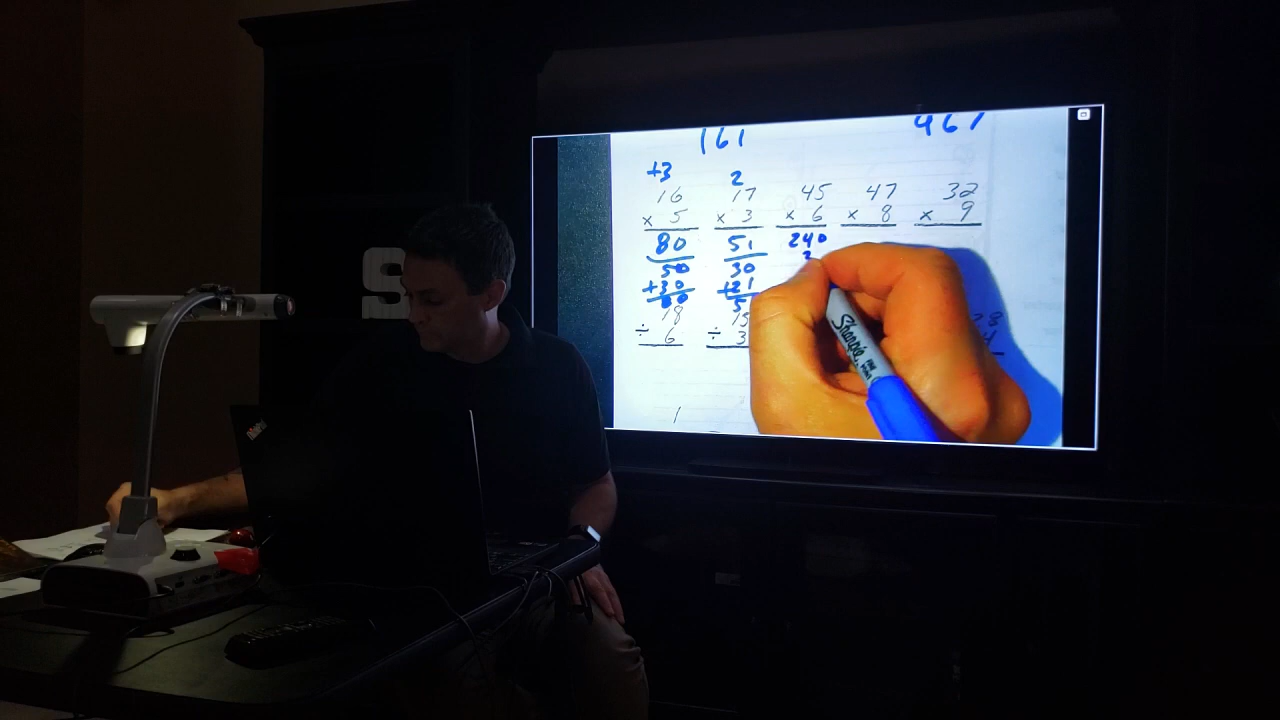 161 467
+3 2
16 17 45 47 32
× 5 × 3 × 6 × 8 × 9
80 51 240
50 30
+30 +21
80
18
÷ 6 ÷ 3
Sharpie
S